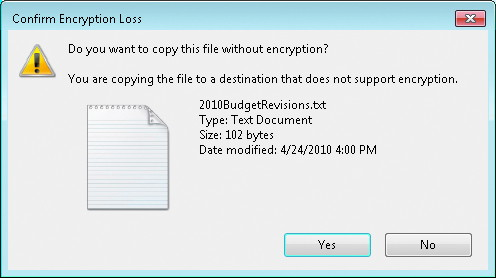 Confirm Encryption Loss
Do you want to copy this file without encryption?
You are copying the file to a destination that does not support encryption.
2010BudgetRevisions.txt
Type: Text Document
Size: 102 bytes
Date modified: 4/24/2010 4:00 PM
Yes
No